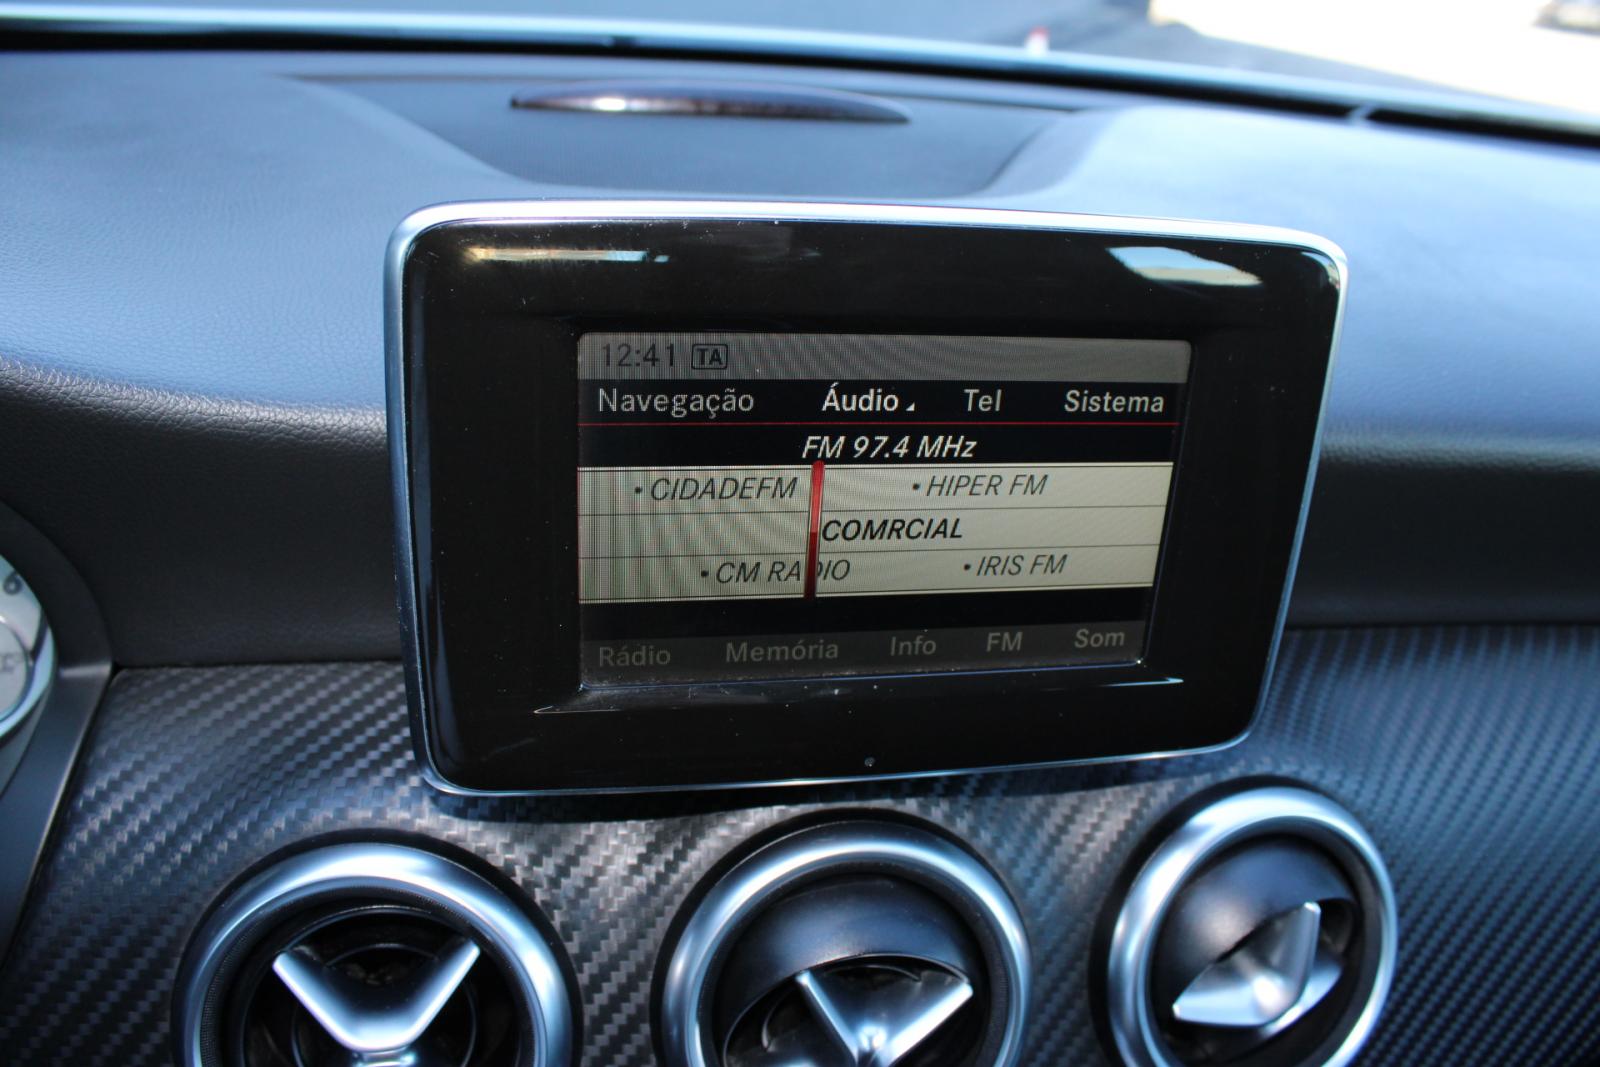 12:41 TA
Navegação Áudio Tel Sistema
FM 97.4 MHz
• CIDADEFM • HIPER FM
COMRCIAL
• CM RADIO • IRIS FM
Rádio Memória Info FM Som
6